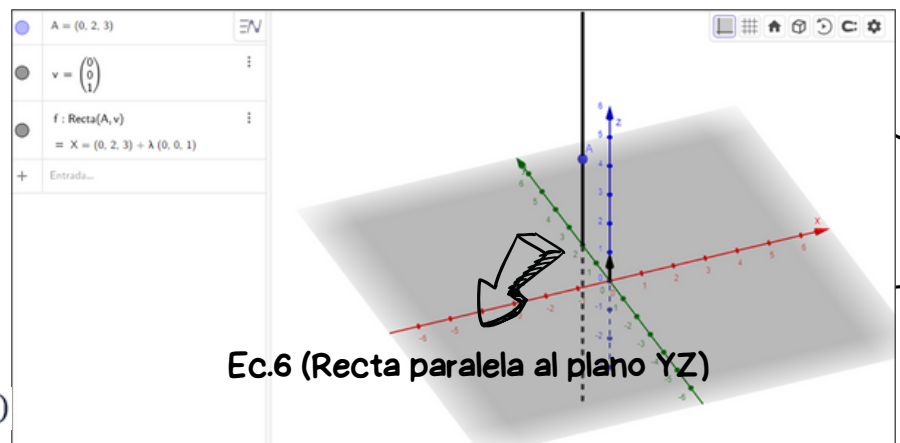 A = (0, 2, 3)
v = (0 0 1)
f : Recta(A, v)
= X = (0, 2, 3) + λ (0, 0, 1)
+ Entrada...
A
z
x
Ec.6 (Recta paralela al plano YZ)
)